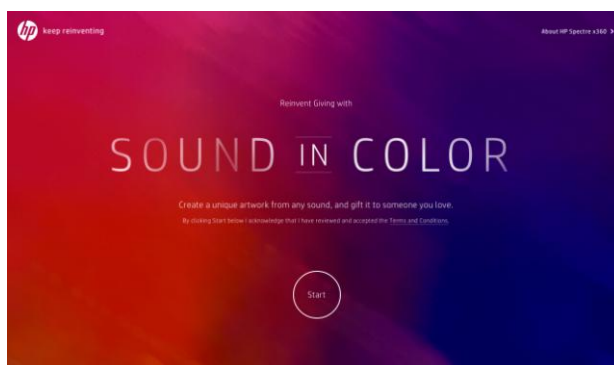 hp keep reinventing
About HP Spectre x360 >
Reinvent Giving with
SOUND IN COLOR
Create a unique artwork from any sound, and gift it to someone you love.
By clicking Start below I acknowledge that I have reviewed and accepted the Terms and Conditions.
Start